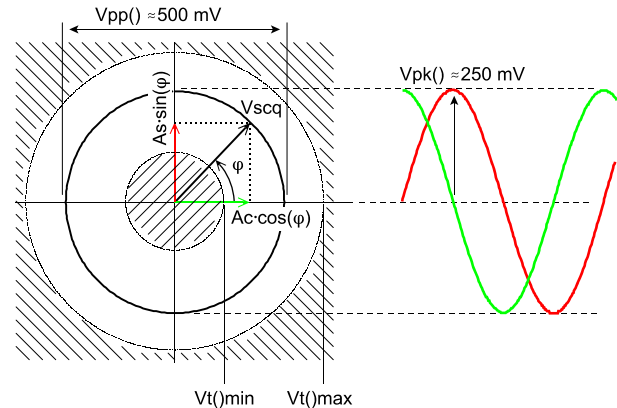 Vpp() ≈500 mV
Vpk() ≈250 mV
As·sin(φ)
Vscq
φ
Ac·cos(φ)
Vt()min
Vt()max